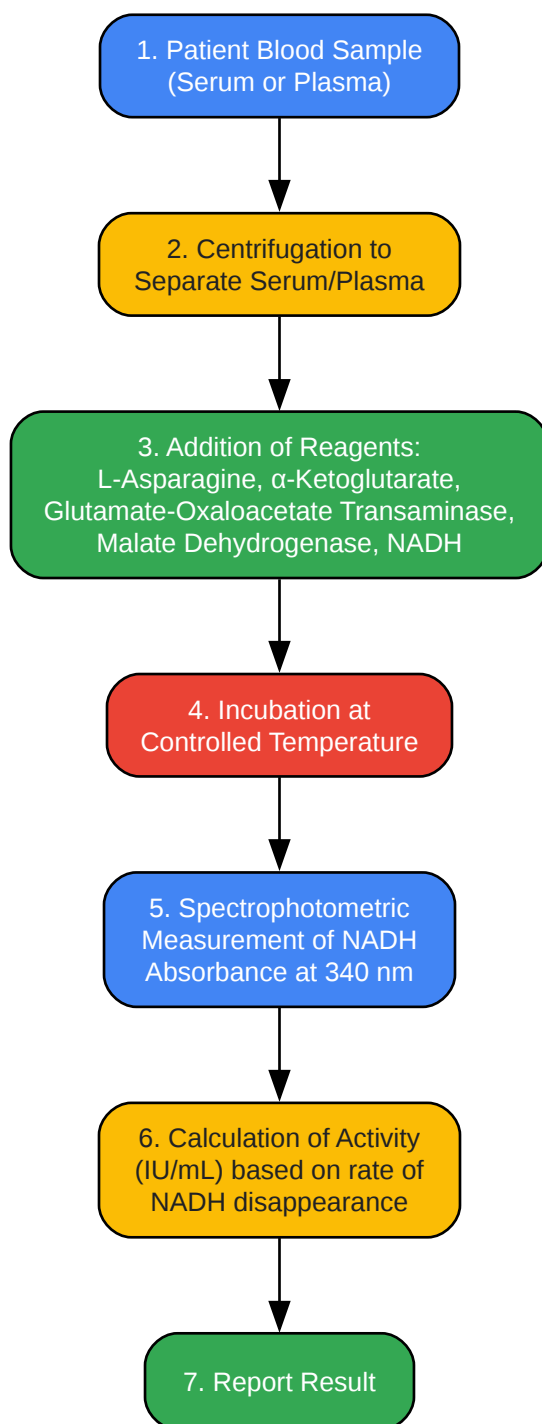 1. Patient Blood Sample
(Serum or Plasma)
2. Centrifugation to
Separate Serum/Plasma
3. Addition of Reagents:
L-Asparagine, α-Ketoglutarate,
Glutamate-Oxaloacetate Transaminase,
Malate Dehydrogenase, NADH
4. Incubation at
Controlled Temperature
5. Spectrophotometric
Measurement of NADH
Absorbance at 340 nm
6. Calculation of Activity
(IU/mL) based on rate of
NADH disappearance
7. Report Result